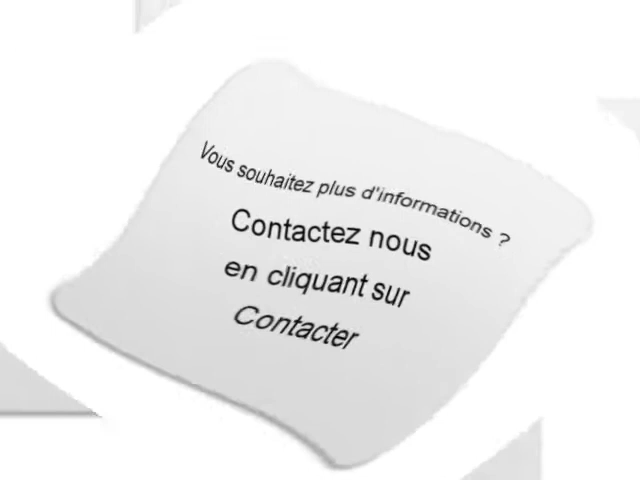 Vous souhaitez plus d'informations ?
Contactez nous
en cliquant sur
Contacter